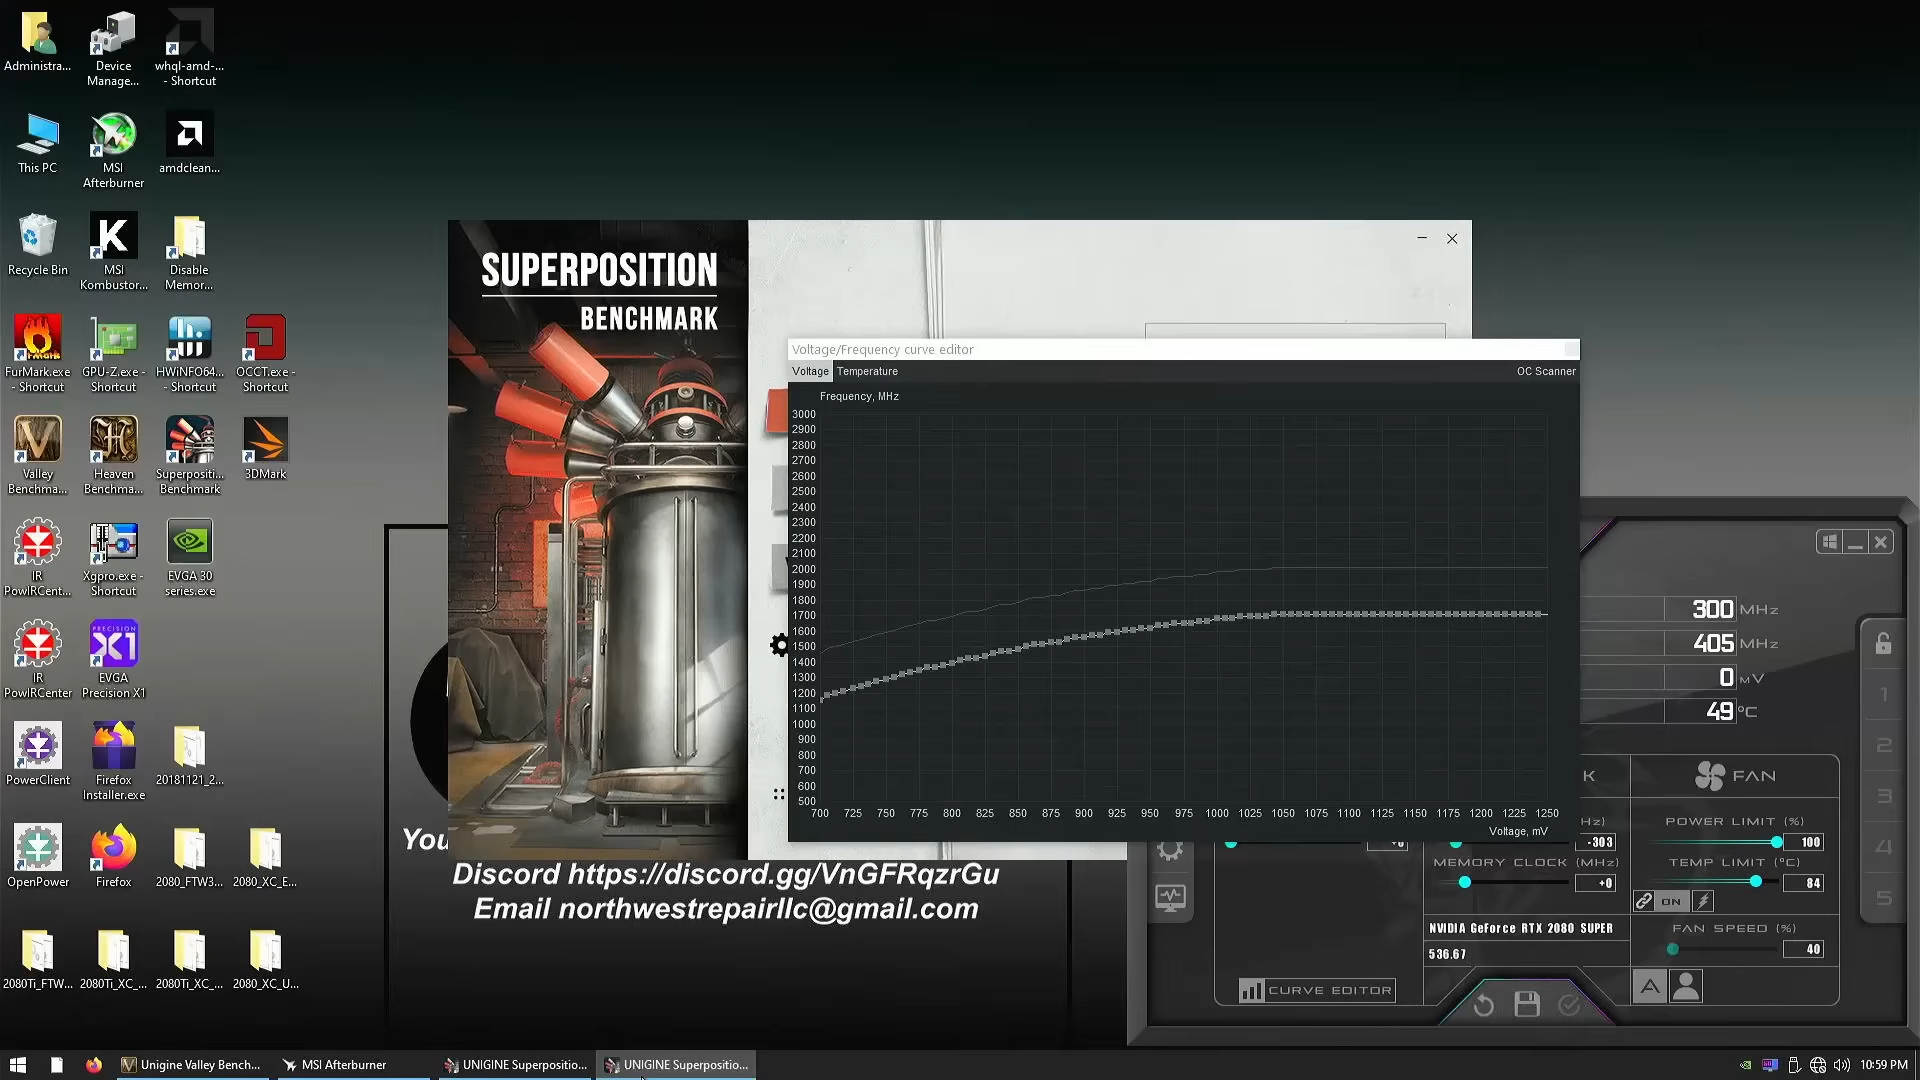 Administra...
Device
Manage...
whql-amd-...
- Shortcut
This PC
MSI
Afterburner
amdclean...
Recycle Bin
MSI
Kombustor...
Disable
Memor...
FurMark.exe
- Shortcut
GPU-Z.exe -
Shortcut
HWiNFO64...
- Shortcut
OCCT.exe -
Shortcut
Valley
Benchma...
Heaven
Benchma...
Superpositi...
Benchmark
3DMark
IR
PowIRCent...
Xgpro.exe -
Shortcut
EVGA 30
series.exe
IR
PowIRCenter
PRECISION
X1
EVGA
Precision X1
PowerClient
Firefox
Installer.exe
20181121_2...
OpenPower
Firefox
2080_FTW3...
2080_XC_E...
2080Ti_FTW...
2080Ti_XC_...
2080Ti_XC_...
2080_XC_U...
SUPERPOSITION
BENCHMARK
Voltage/Frequency curve editor
Voltage
Temperature
OC Scanner
Frequency, MHz
3000
2900
2800
2700
2600
2500
2400
2300
2200
2100
2000
1900
1800
1700
1600
1500
1400
1300
1200
1100
1000
900
800
700
600
500
700 725 750 775 800 825 850 875 900 925 950 975 1000 1025 1050 1075 1100 1125 1150 1175 1200 1225 1250
Voltage, mV
300 MHz
405 MHz
0 mV
49 °C
K
FAN
Hz)
-303
MEMORY CLOCK (MHz)
+0
POWER LIMIT (%)
100
TEMP LIMIT (°C)
84
ON
FAN SPEED (%)
40
NVIDIA GeForce RTX 2080 SUPER
536.67
CURVE EDITOR
A
1
2
3
4
5
You
Discord https://discord.gg/VnGFRqzrGu
Email northwestrepairllc@gmail.com
Unigine Valley Bench...
MSI Afterburner
UNIGINE Superpositio...
UNIGINE Superpositio...
10:59 PM